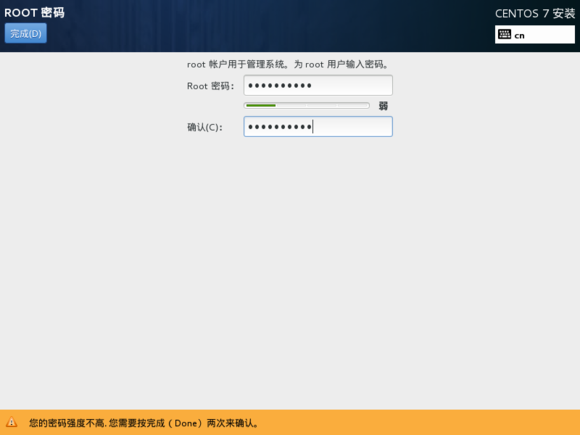 ROOT 密码
CENTOS 7 安装
完成(D)
cn
root 帐户用于管理系统。为 root 用户输入密码。
Root 密码：
●●●●●●●●●●
弱
确认(C)：
●●●●●●●●●●
您的密码强度不高,您需要按完成（Done）两次来确认。